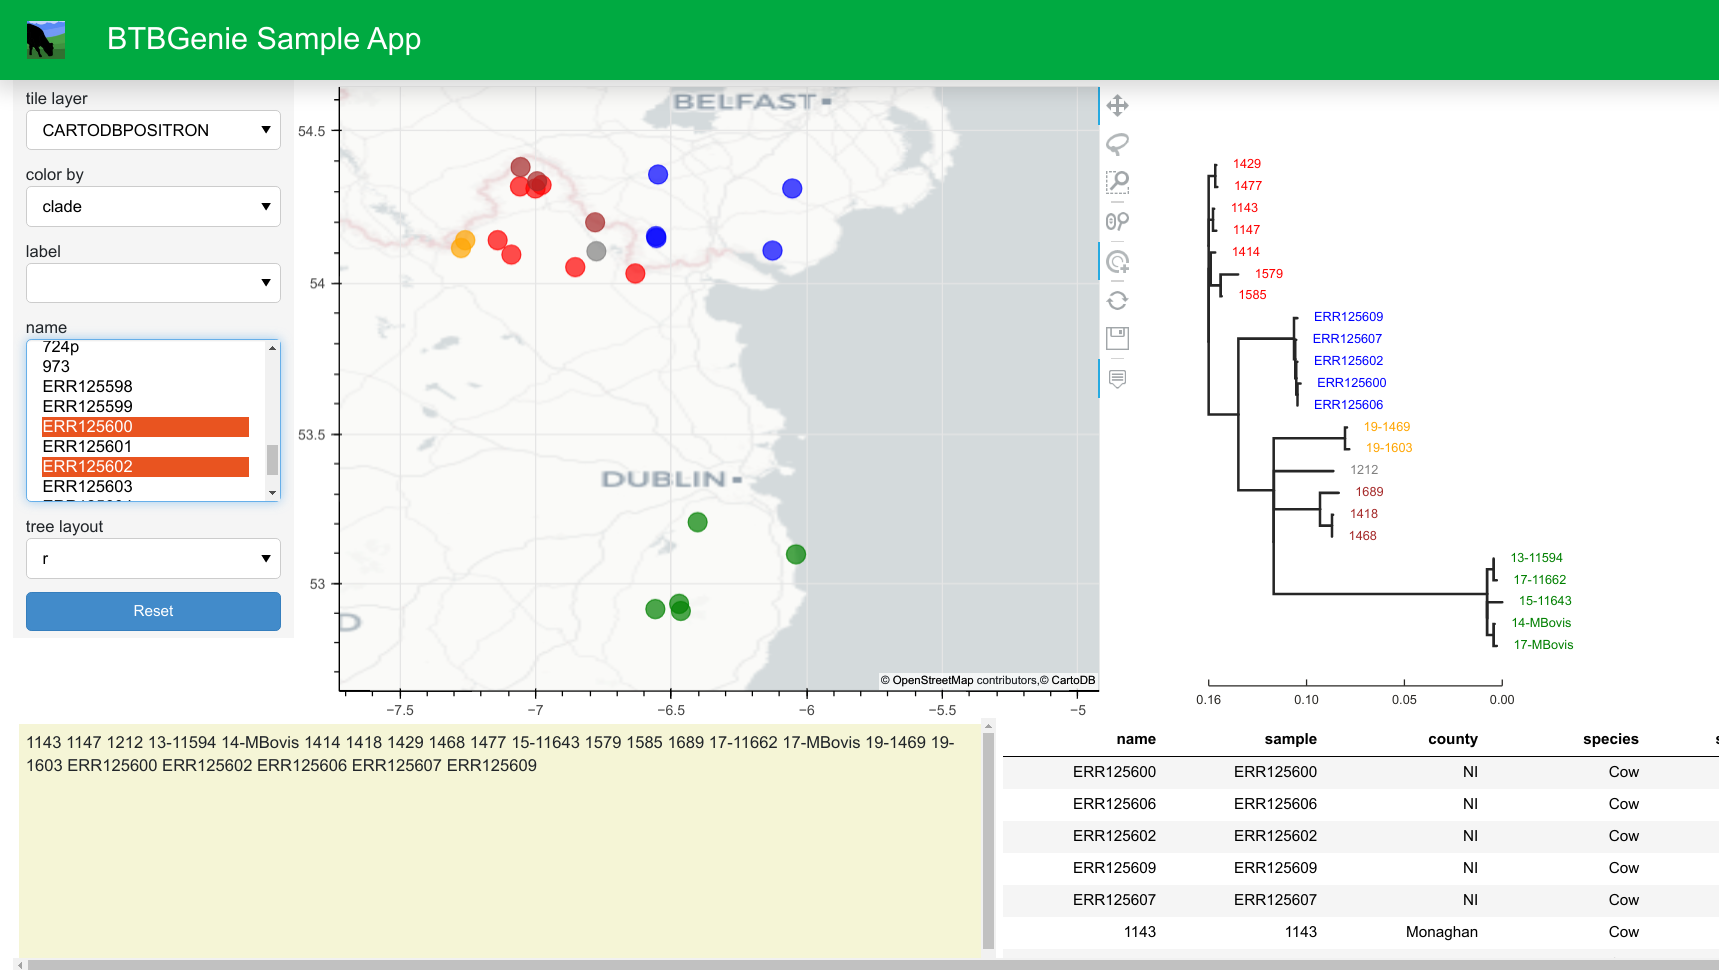 BTBGenie Sample App
tile layer
CARTODBPOSITRON
color by
clade
label
name
724p
973
ERR125598
ERR125599
ERR125600
ERR125601
ERR125602
ERR125603
tree layout
r
Reset
BELFAST
DUBLIN
54.5
54
53.5
53
−7.5
−7
−6.5
−6
−5.5
−5
© OpenStreetMap contributors,© CartoDB
1429
1477
1143
1147
1414
1579
1585
ERR125609
ERR125607
ERR125602
ERR125600
ERR125606
19-1469
19-1603
1212
1689
1418
1468
13-11594
17-11662
15-11643
14-MBovis
17-MBovis
0.16 0.10 0.05 0.00
1143 1147 1212 13-11594 14-MBovis 1414 1418 1429 1468 1477 15-11643 1579 1585 1689 17-11662 17-MBovis 19-1469 19-
1603 ERR125600 ERR125602 ERR125606 ERR125607 ERR125609
name sample county species
ERR125600 ERR125600 NI Cow
ERR125606 ERR125606 NI Cow
ERR125602 ERR125602 NI Cow
ERR125609 ERR125609 NI Cow
ERR125607 ERR125607 NI Cow
1143 1143 Monaghan Cow